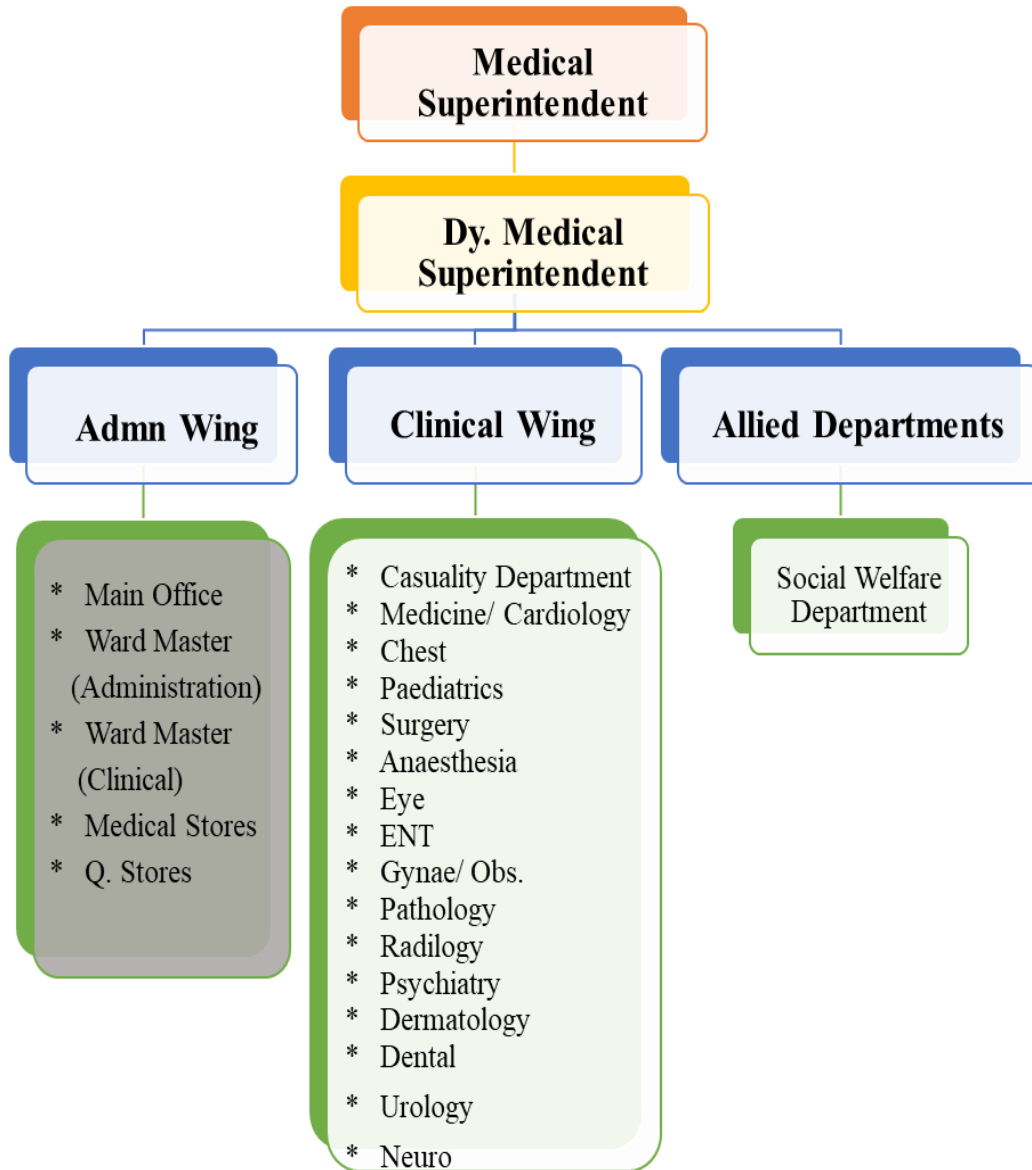 Medical
Superintendent
Dy. Medical
Superintendent
Admn Wing
Clinical Wing
Allied Departments
* Main Office
* Ward Master
(Administration)
* Ward Master
(Clinical)
* Medical Stores
* Q. Stores
* Casuality Department
* Medicine/ Cardiology
* Chest
* Paediatrics
* Surgery
* Anaesthesia
* Eye
* ENT
* Gynae/ Obs.
* Pathology
* Radilogy
* Psychiatry
* Dermatology
* Dental
* Urology
* Neuro
Social Welfare
Department